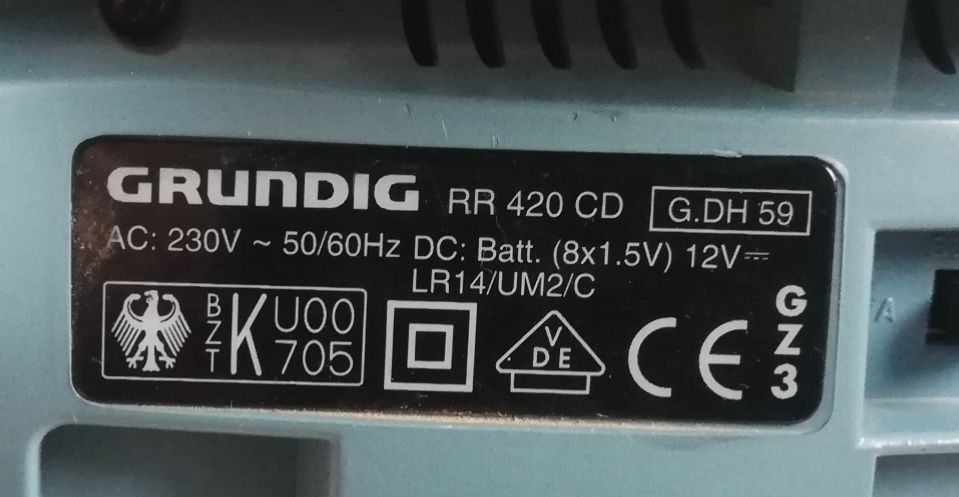 GRUNDIG RR 420 CD G.DH 59
AC: 230V ~ 50/60Hz DC: Batt. (8x1.5V) 12V⎓
LR14/UM2/C
BZT K U00 705
VDE
CE
GZ3
A